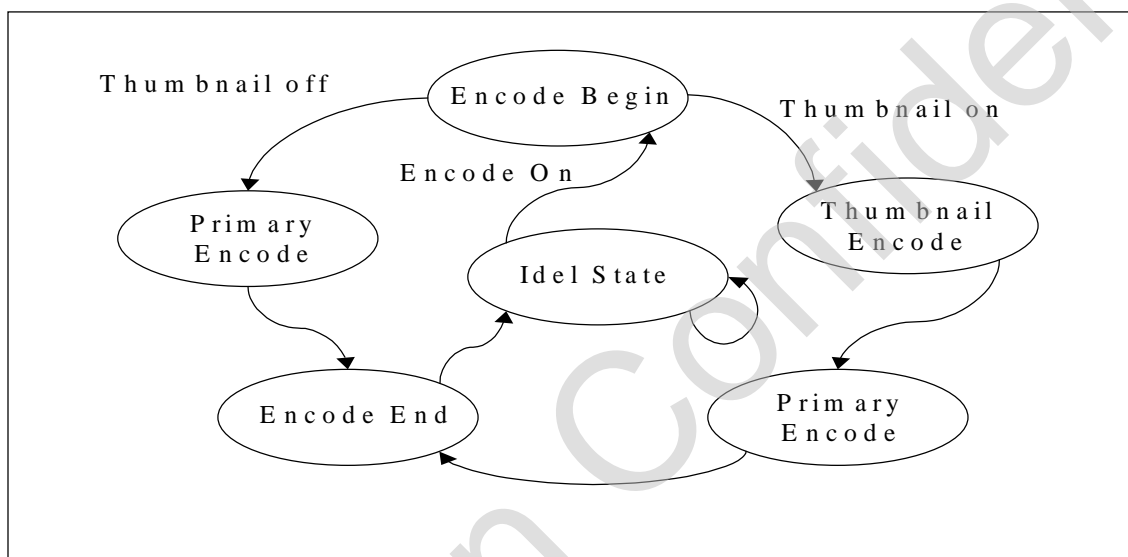 Thumbnail off
Encode Begin
Thumbnail on
Encode On
Primary
Encode
Thumbnail
Encode
Idel State
Encode End
Primary
Encode